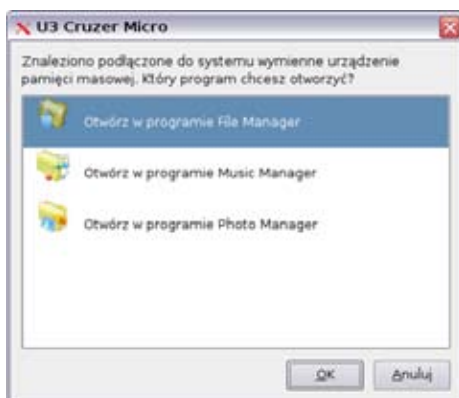 U3 Cruzer Micro
Znaleziono podłączone do systemu wymienne urządzenie
pamięci masowej. Który program chcesz otworzyć?
Otwórz w programie File Manager
Otwórz w programie Music Manager
Otwórz w programie Photo Manager
OK
Anuluj